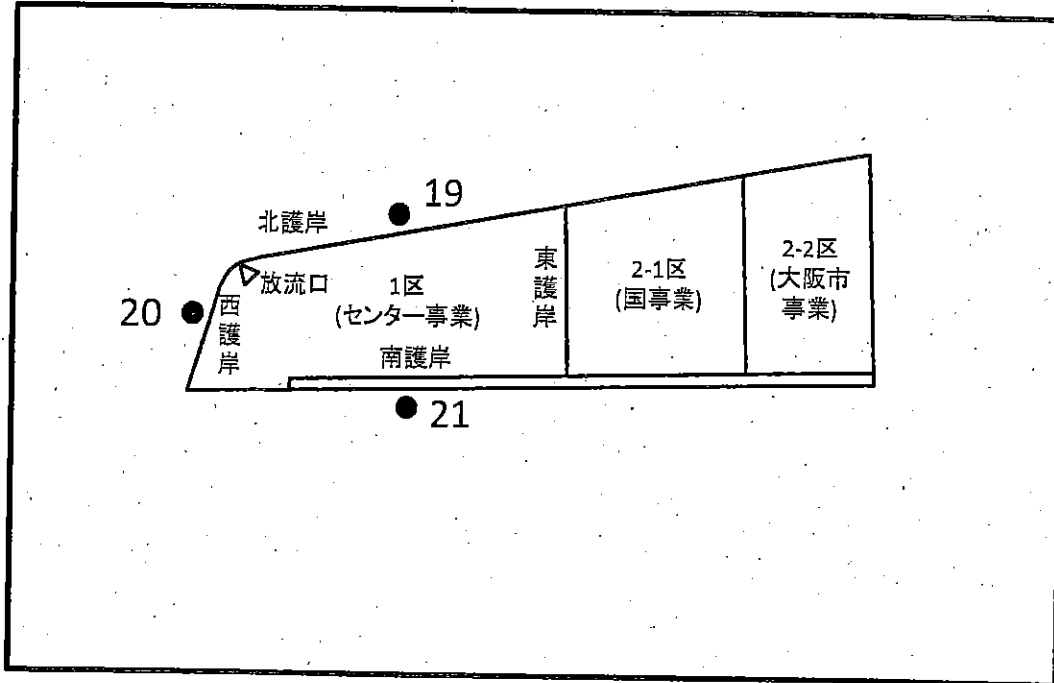 19
北護岸
放流口
20
西護岸
1区
(センター事業)
南護岸
東護岸
2-1区
(国事業)
2-2区
(大阪市
事業)
21